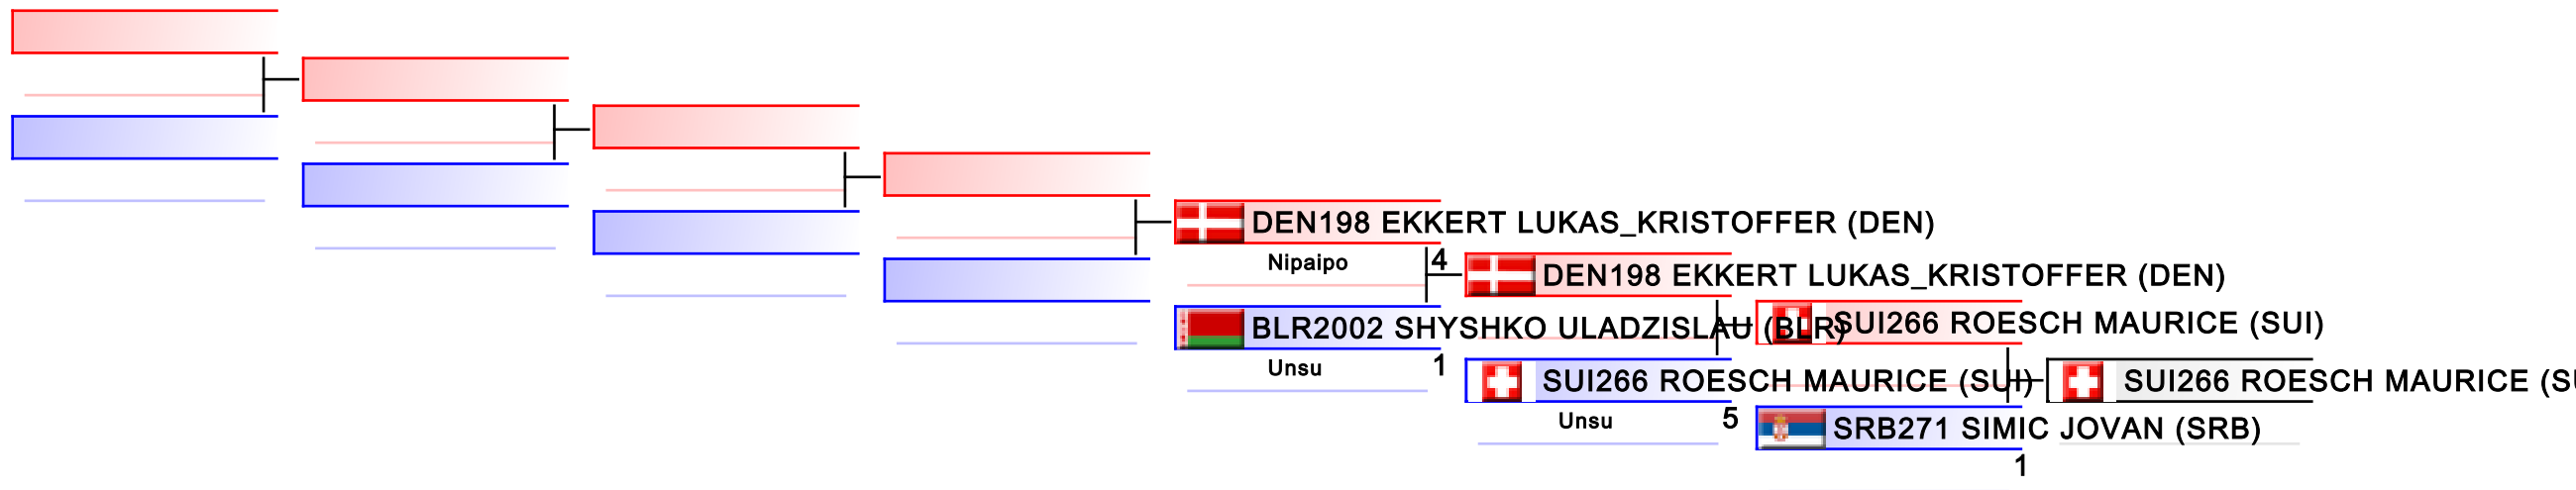 DEN198 EKKERT LUKAS_KRISTOFFER (DEN)
Nipaipo
4
DEN198 EKKERT LUKAS_KRISTOFFER (DEN)
BLR2002 SHYSHKO ULADZISLAU (BLR)
SUI266 ROESCH MAURICE (SUI)
Unsu
1
SUI266 ROESCH MAURICE (SUI)
SUI266 ROESCH MAURICE (SU
Unsu
5
SRB271 SIMIC JOVAN (SRB)
1